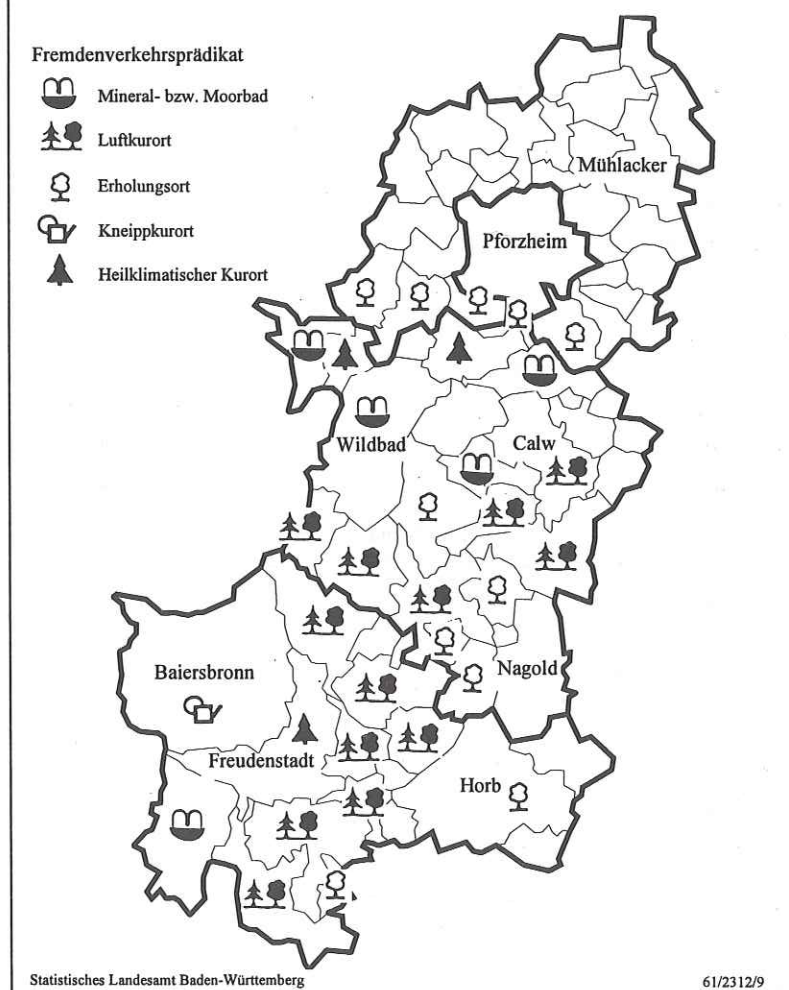 Fremdenverkehrsprädikat
Mineral- bzw. Moorbad
Luftkurort
Erholungsort
Kneippkurort
Heilklimatischer Kurort
Mühlacker
Pforzheim
Wildbad
Calw
Baiersbronn
Nagold
Freudenstadt
Horb
Statistisches Landesamt Baden-Württemberg
61/2312/9